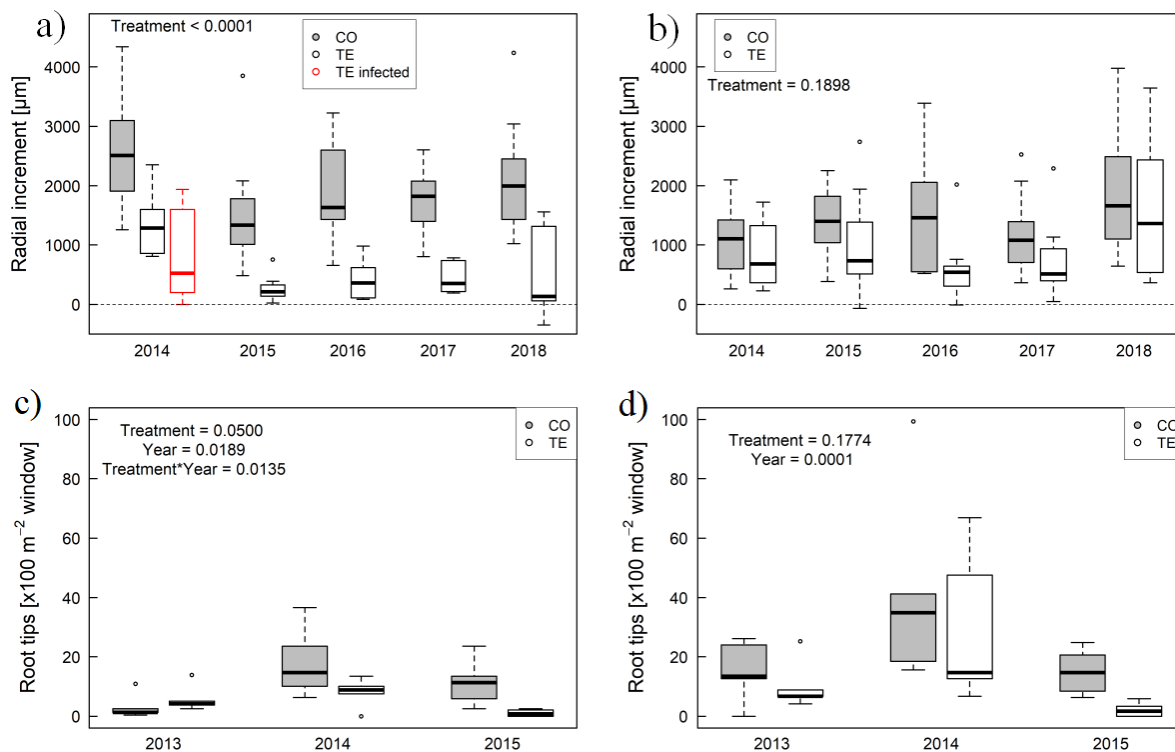 a)
Treatment < 0.0001
CO
TE
TE infected
Radial increment [µm]
4000
3000
2000
1000
0
2014 2015 2016 2017 2018
b)
CO
TE
Treatment = 0.1898
Radial increment [µm]
4000
3000
2000
1000
0
2014 2015 2016 2017 2018
c)
Treatment = 0.0500
Year = 0.0189
Treatment*Year = 0.0135
CO
TE
Root tips [x100 m⁻² window]
100
80
60
40
20
0
2013 2014 2015
d)
Treatment = 0.1774
Year = 0.0001
CO
TE
Root tips [x100 m⁻² window]
100
80
60
40
20
0
2013 2014 2015